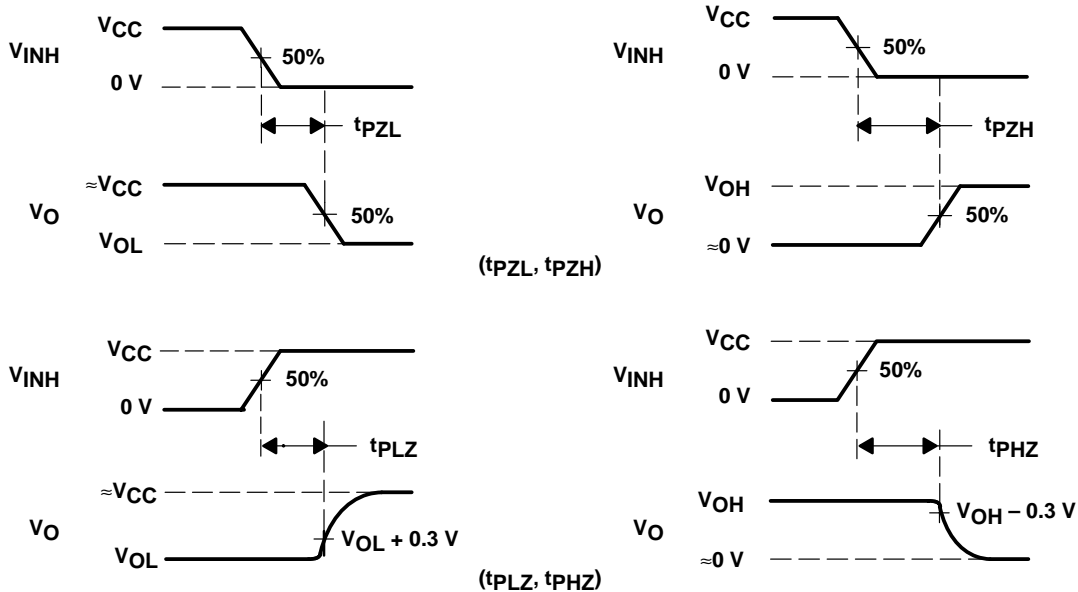 VCC
VINH
50%
0 V
tPZL
≈VCC
VO
50%
VOL
VCC
VINH
50%
0 V
tPZH
VOH
VO
50%
≈0 V
(tPZL, tPZH)
VCC
VINH
50%
0 V
tPLZ
≈VCC
VO
VOL + 0.3 V
VOL
VCC
VINH
50%
0 V
tPHZ
VOH
VOH – 0.3 V
VO
≈0 V
(tPLZ, tPHZ)